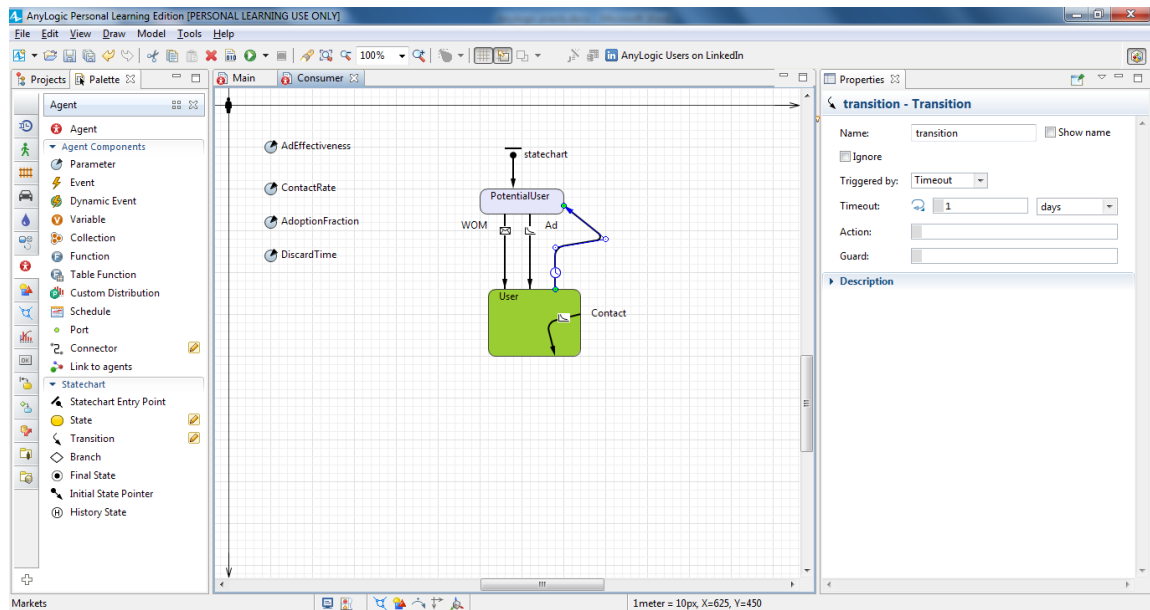 AnyLogic Personal Learning Edition [PERSONAL LEARNING USE ONLY]
File Edit View Draw Model Tools Help
100% AnyLogic Users on LinkedIn
Projects Palette
Main Consumer
Properties
Agent
Agent
Agent Components
Parameter
Event
Dynamic Event
Variable
Collection
Function
Table Function
Custom Distribution
Schedule
Port
Connector
Link to agents
Statechart
Statechart Entry Point
State
Transition
Branch
Final State
Initial State Pointer
History State
AdEffectiveness
ContactRate
AdoptionFraction
DiscardTime
statechart
PotentialUser
WOM Ad
User
Contact
transition - Transition
Name: transition Show name
Ignore
Triggered by: Timeout
Timeout: 1 days
Action:
Guard:
Description
Markets
1meter = 10px, X=625, Y=450